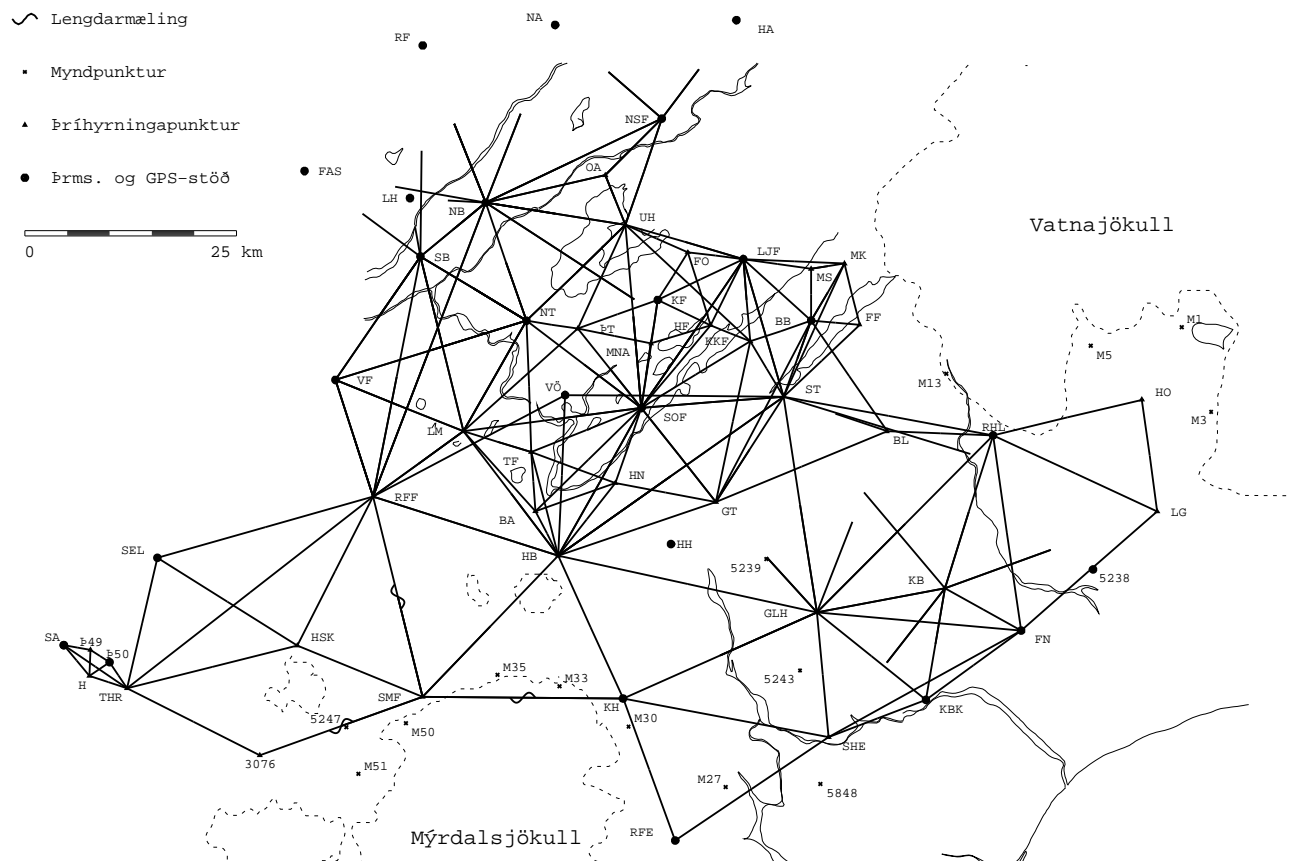 Lengdarmæling
Myndpunktur
Þríhyrningapunktur
Þrms. og GPS-stöð
0 25 km
NA
HA
RF
NSF
FAS
OA
LH
NB
UH
Vatnajökull
SB
LJF
MK
FO
MS
KF
M1
NT
ÞT
HF
BB
FF
KKF
MNA
M5
VF
VÖ
M13
ST
HO
SOF
M3
LM
RHL
BL
TF
HN
RFF
GT
LG
BA
SEL
HB
HH
5239
KB
5238
GLH
SA
Þ49
HSK
FN
Þ50
H
THR
M35
M33
5243
SMF
KH
KBK
5247
M50
M30
SHE
3076
M51
M27
5848
RFE
Mýrdalsjökull